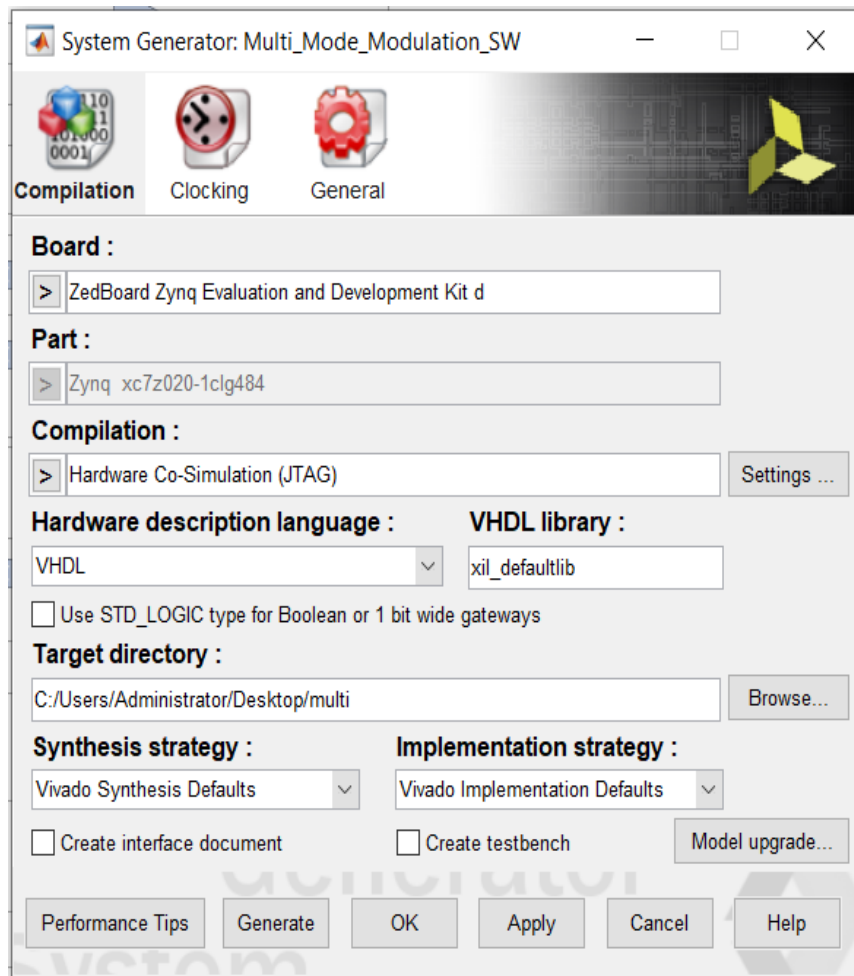 System Generator: Multi_Mode_Modulation_SW
Compilation
Clocking
General
Board :
> ZedBoard Zynq Evaluation and Development Kit d
Part :
> Zynq xc7z020-1clg484
Compilation :
> Hardware Co-Simulation (JTAG) Settings ...
Hardware description language : VHDL library :
VHDL xil_defaultlib
Use STD_LOGIC type for Boolean or 1 bit wide gateways
Target directory :
C:/Users/Administrator/Desktop/multi Browse...
Synthesis strategy : Implementation strategy :
Vivado Synthesis Defaults Vivado Implementation Defaults
Create interface document Create testbench Model upgrade...
Generator
Performance Tips Generate OK Apply Cancel Help
System